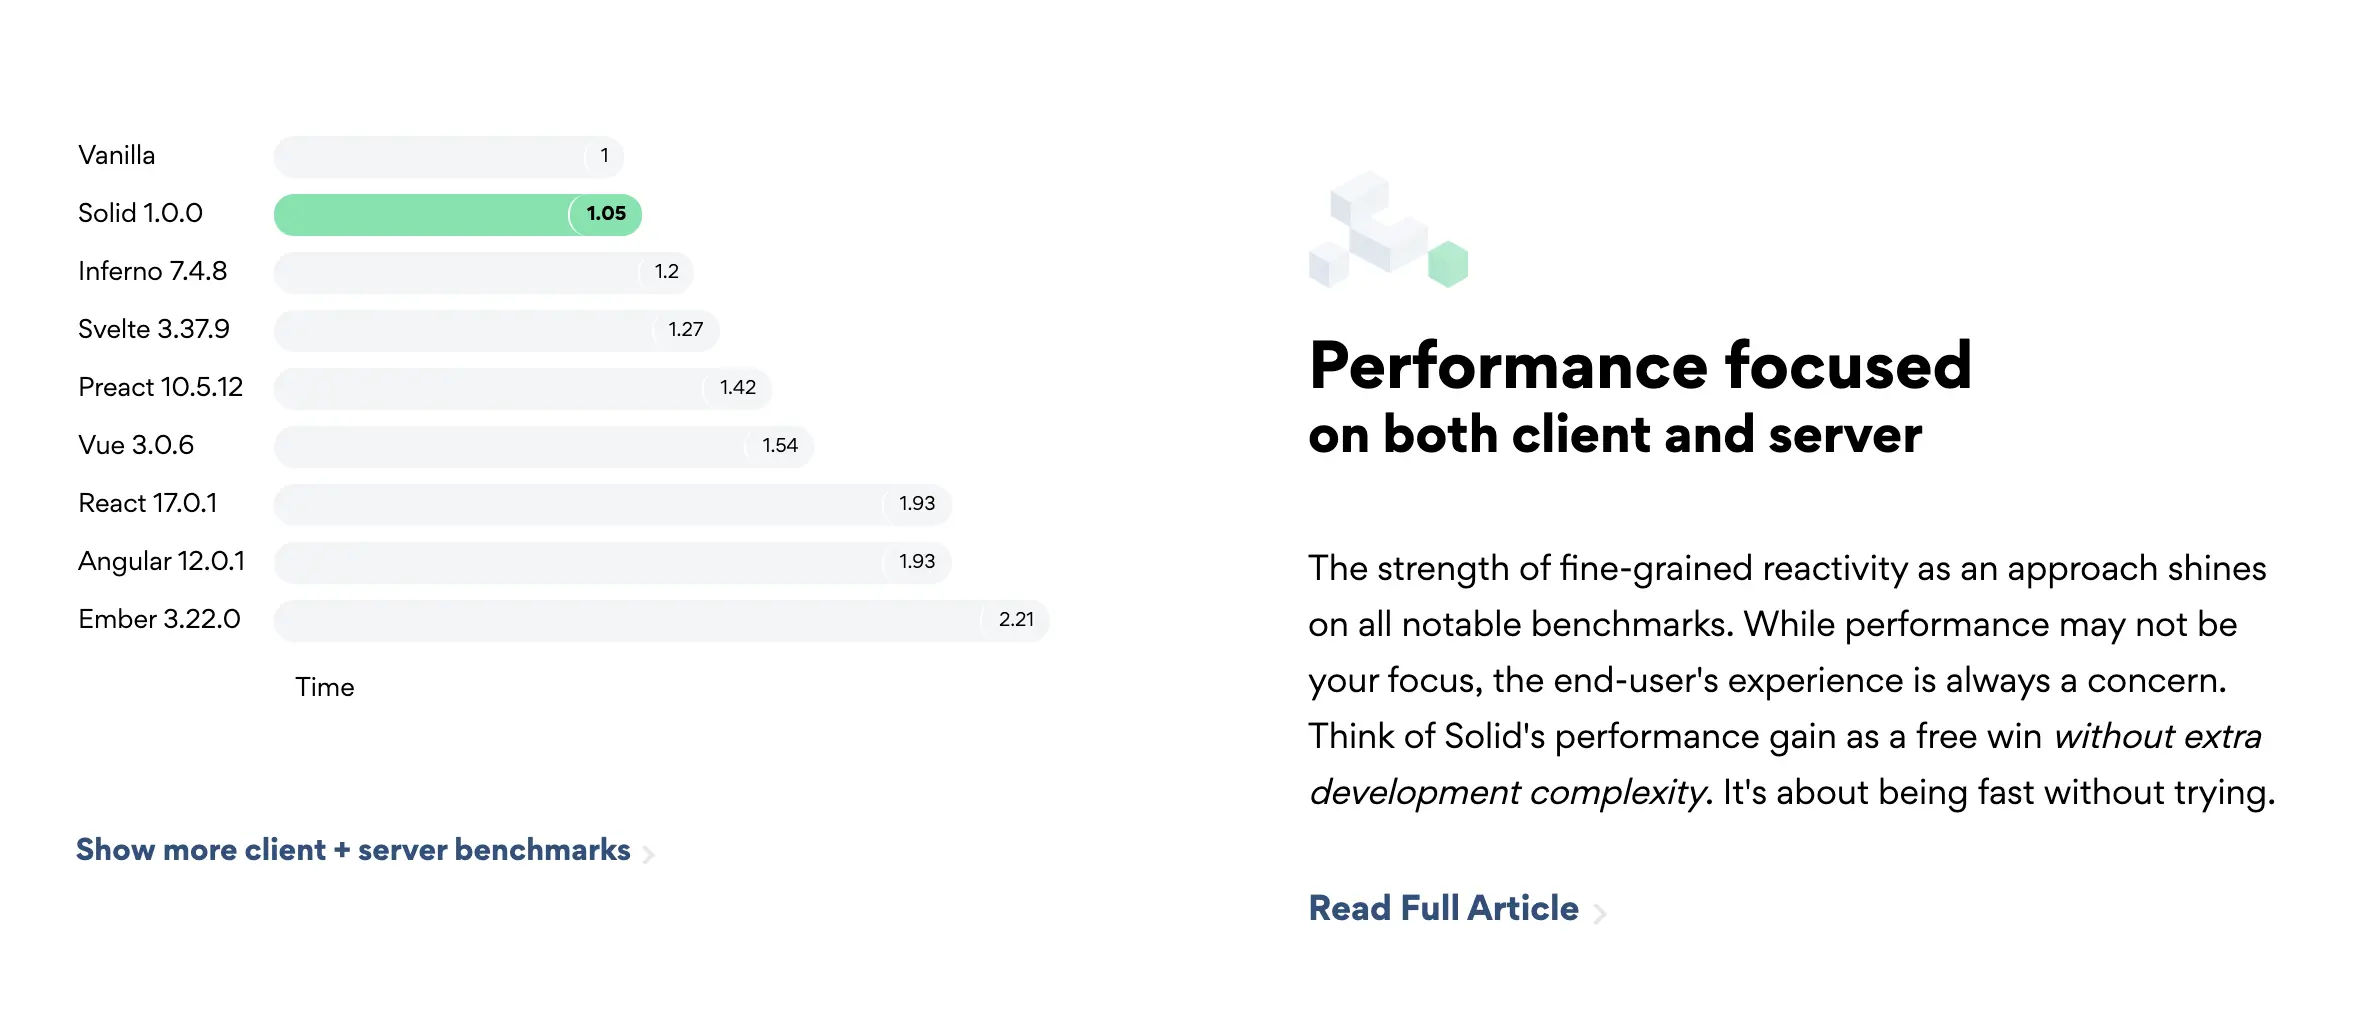 Vanilla 1
Solid 1.0.0 1.05
Inferno 7.4.8 1.2
Svelte 3.37.9 1.27
Preact 10.5.12 1.42
Vue 3.0.6 1.54
React 17.0.1 1.93
Angular 12.0.1 1.93
Ember 3.22.0 2.21
Time
Show more client + server benchmarks
Performance focused
on both client and server
The strength of fine-grained reactivity as an approach shines
on all notable benchmarks. While performance may not be
your focus, the end-user's experience is always a concern.
Think of Solid's performance gain as a free win without extra
development complexity. It's about being fast without trying.
Read Full Article